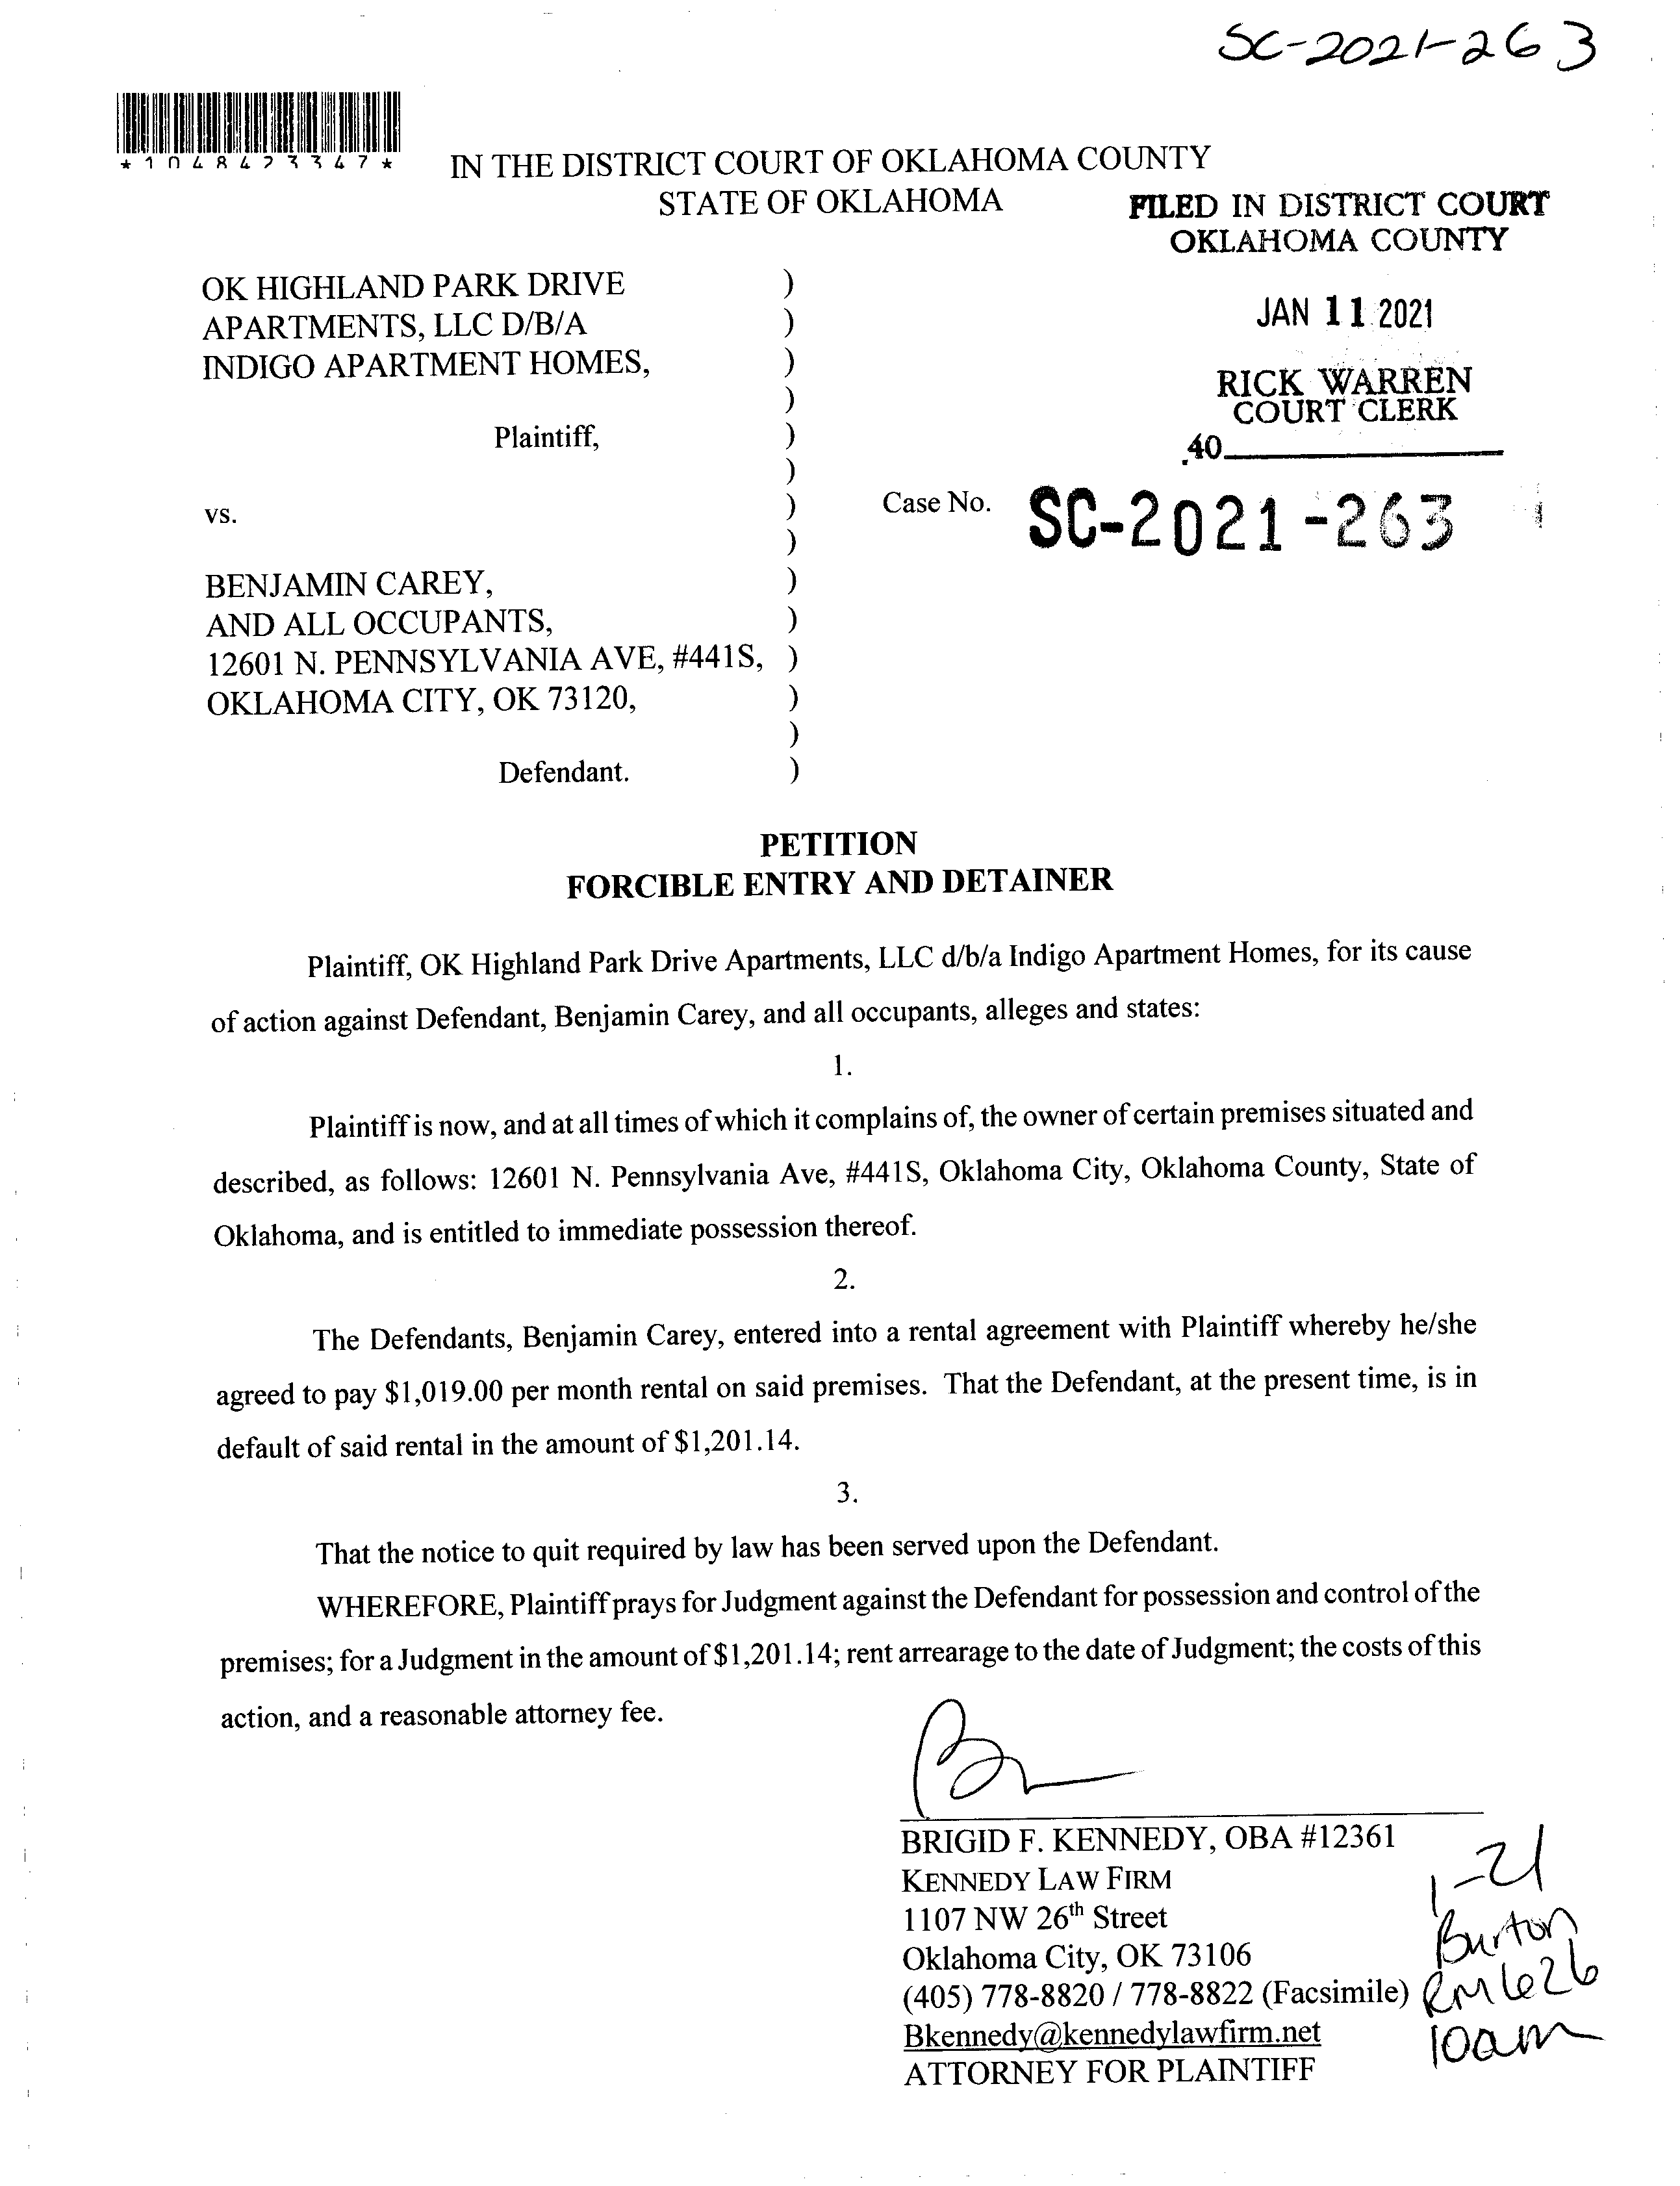 SC-2021-263
*1048423347*
IN THE DISTRICT COURT OF OKLAHOMA COUNTY
STATE OF OKLAHOMA
FILED IN DISTRICT COURT
OKLAHOMA COUNTY
JAN 11 2021
RICK WARREN
COURT CLERK
40
OK HIGHLAND PARK DRIVE )
APARTMENTS, LLC D/B/A )
INDIGO APARTMENT HOMES, )
)
Plaintiff, )
)
vs. ) Case No. SC-2021-263
)
BENJAMIN CAREY, )
AND ALL OCCUPANTS, )
12601 N. PENNSYLVANIA AVE, #441S, )
OKLAHOMA CITY, OK 73120, )
)
Defendant. )
PETITION
FORCIBLE ENTRY AND DETAINER
Plaintiff, OK Highland Park Drive Apartments, LLC d/b/a Indigo Apartment Homes, for its cause
of action against Defendant, Benjamin Carey, and all occupants, alleges and states:
1.
Plaintiff is now, and at all times of which it complains of, the owner of certain premises situated and
described, as follows: 12601 N. Pennsylvania Ave, #441S, Oklahoma City, Oklahoma County, State of
Oklahoma, and is entitled to immediate possession thereof.
2.
The Defendants, Benjamin Carey, entered into a rental agreement with Plaintiff whereby he/she
agreed to pay $1,019.00 per month rental on said premises. That the Defendant, at the present time, is in
default of said rental in the amount of $1,201.14.
3.
That the notice to quit required by law has been served upon the Defendant.
WHEREFORE, Plaintiff prays for Judgment against the Defendant for possession and control of the
premises; for a Judgment in the amount of $1,201.14; rent arrearage to the date of Judgment; the costs of this
action, and a reasonable attorney fee.
BRIGID F. KENNEDY, OBA #12361
KENNEDY LAW FIRM
1107 NW 26th Street
Oklahoma City, OK 73106
(405) 778-8820 / 778-8822 (Facsimile)
Bkennedy@kennedylawfirm.net
ATTORNEY FOR PLAINTIFF
1-21
Burton
RM 626
10am